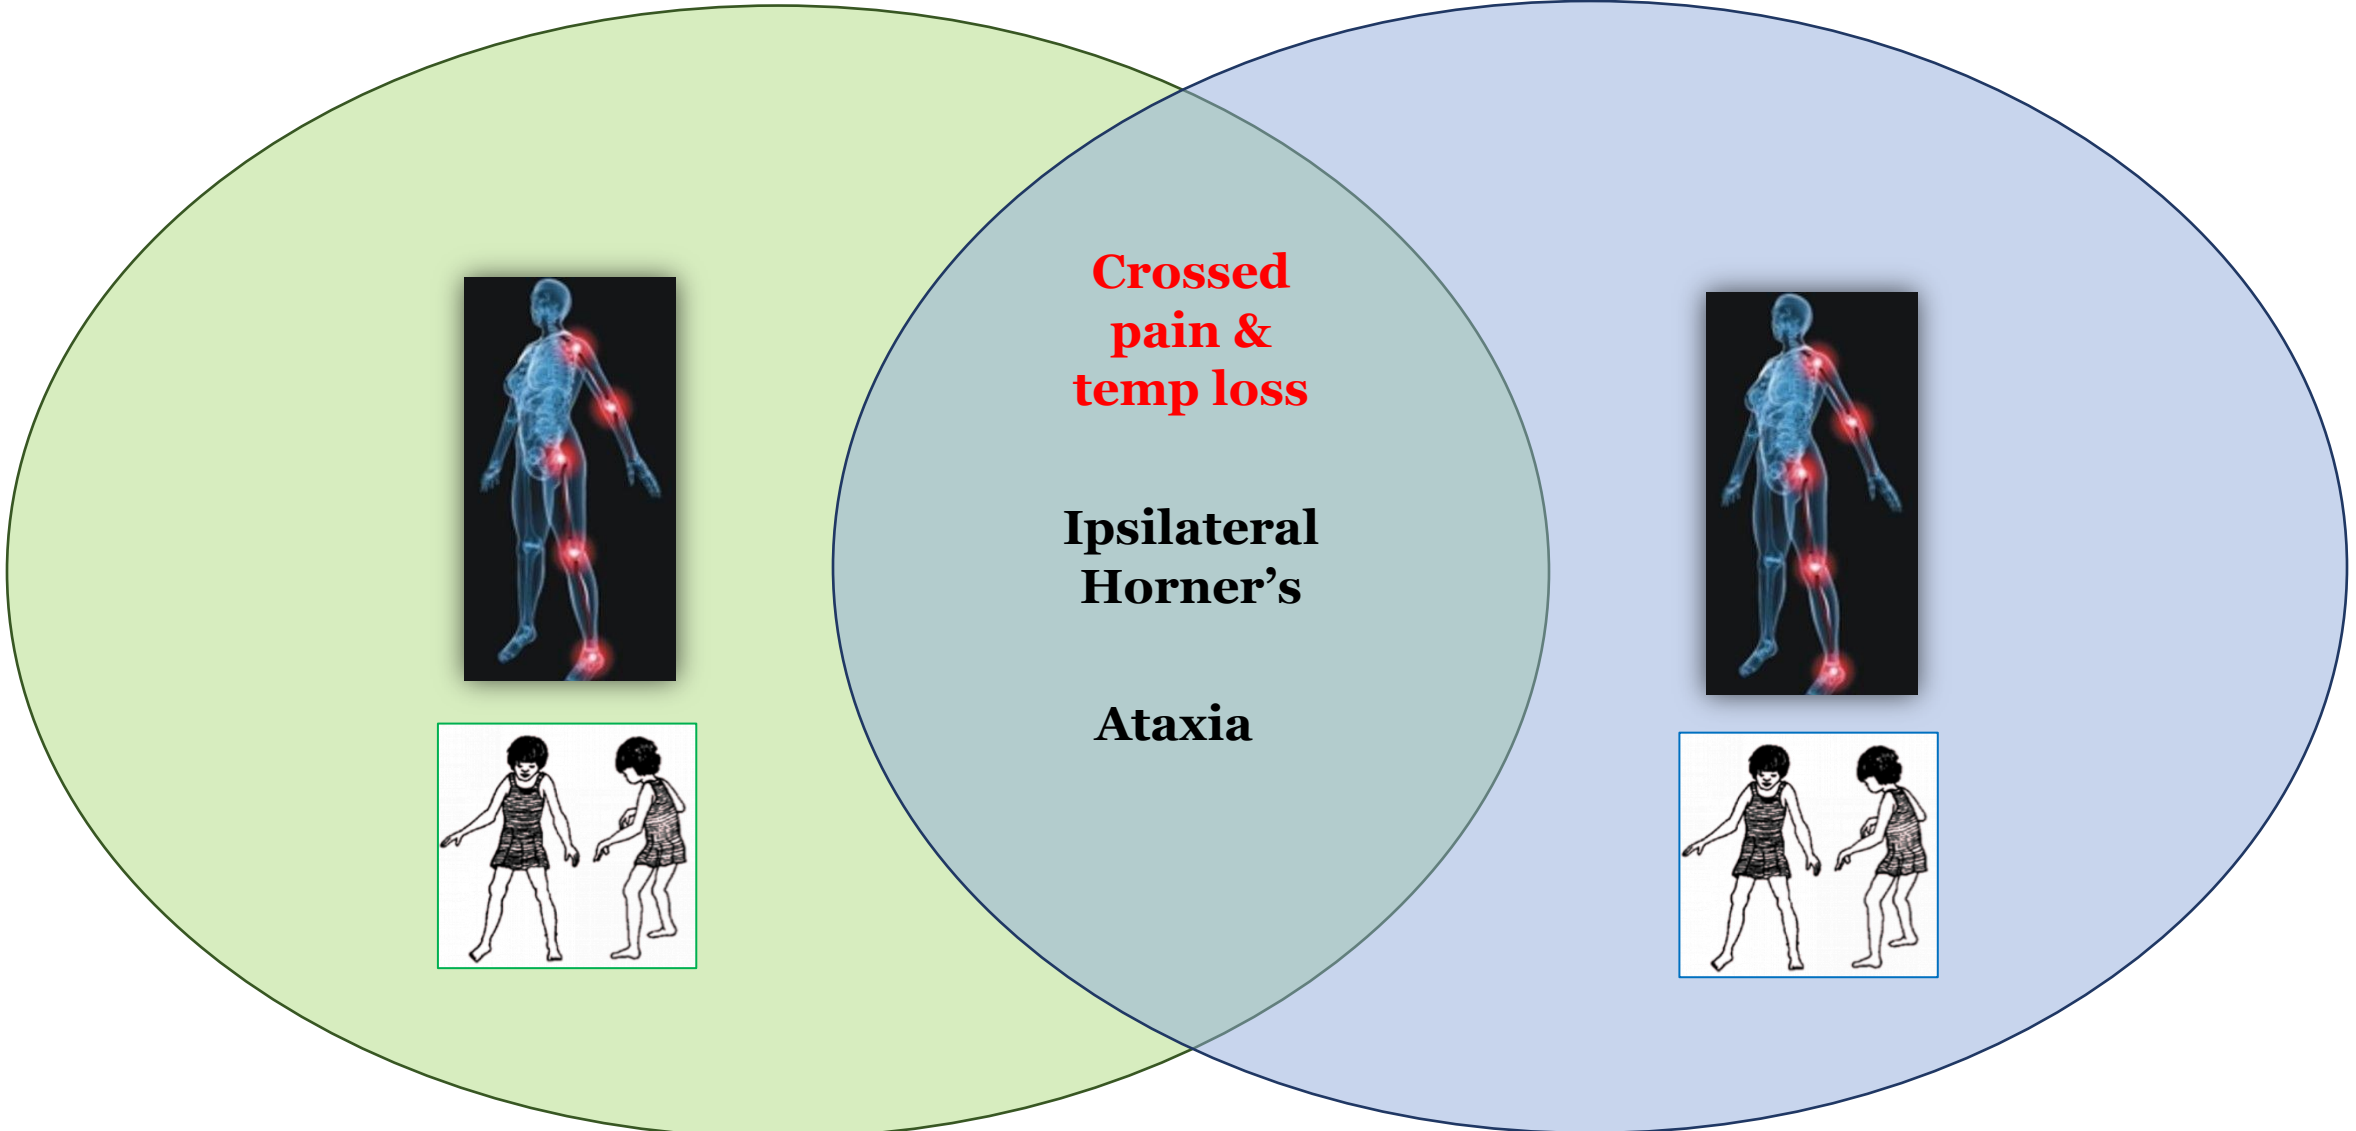 Crossed
pain &
temp loss
Ipsilateral
Horner’s
Ataxia